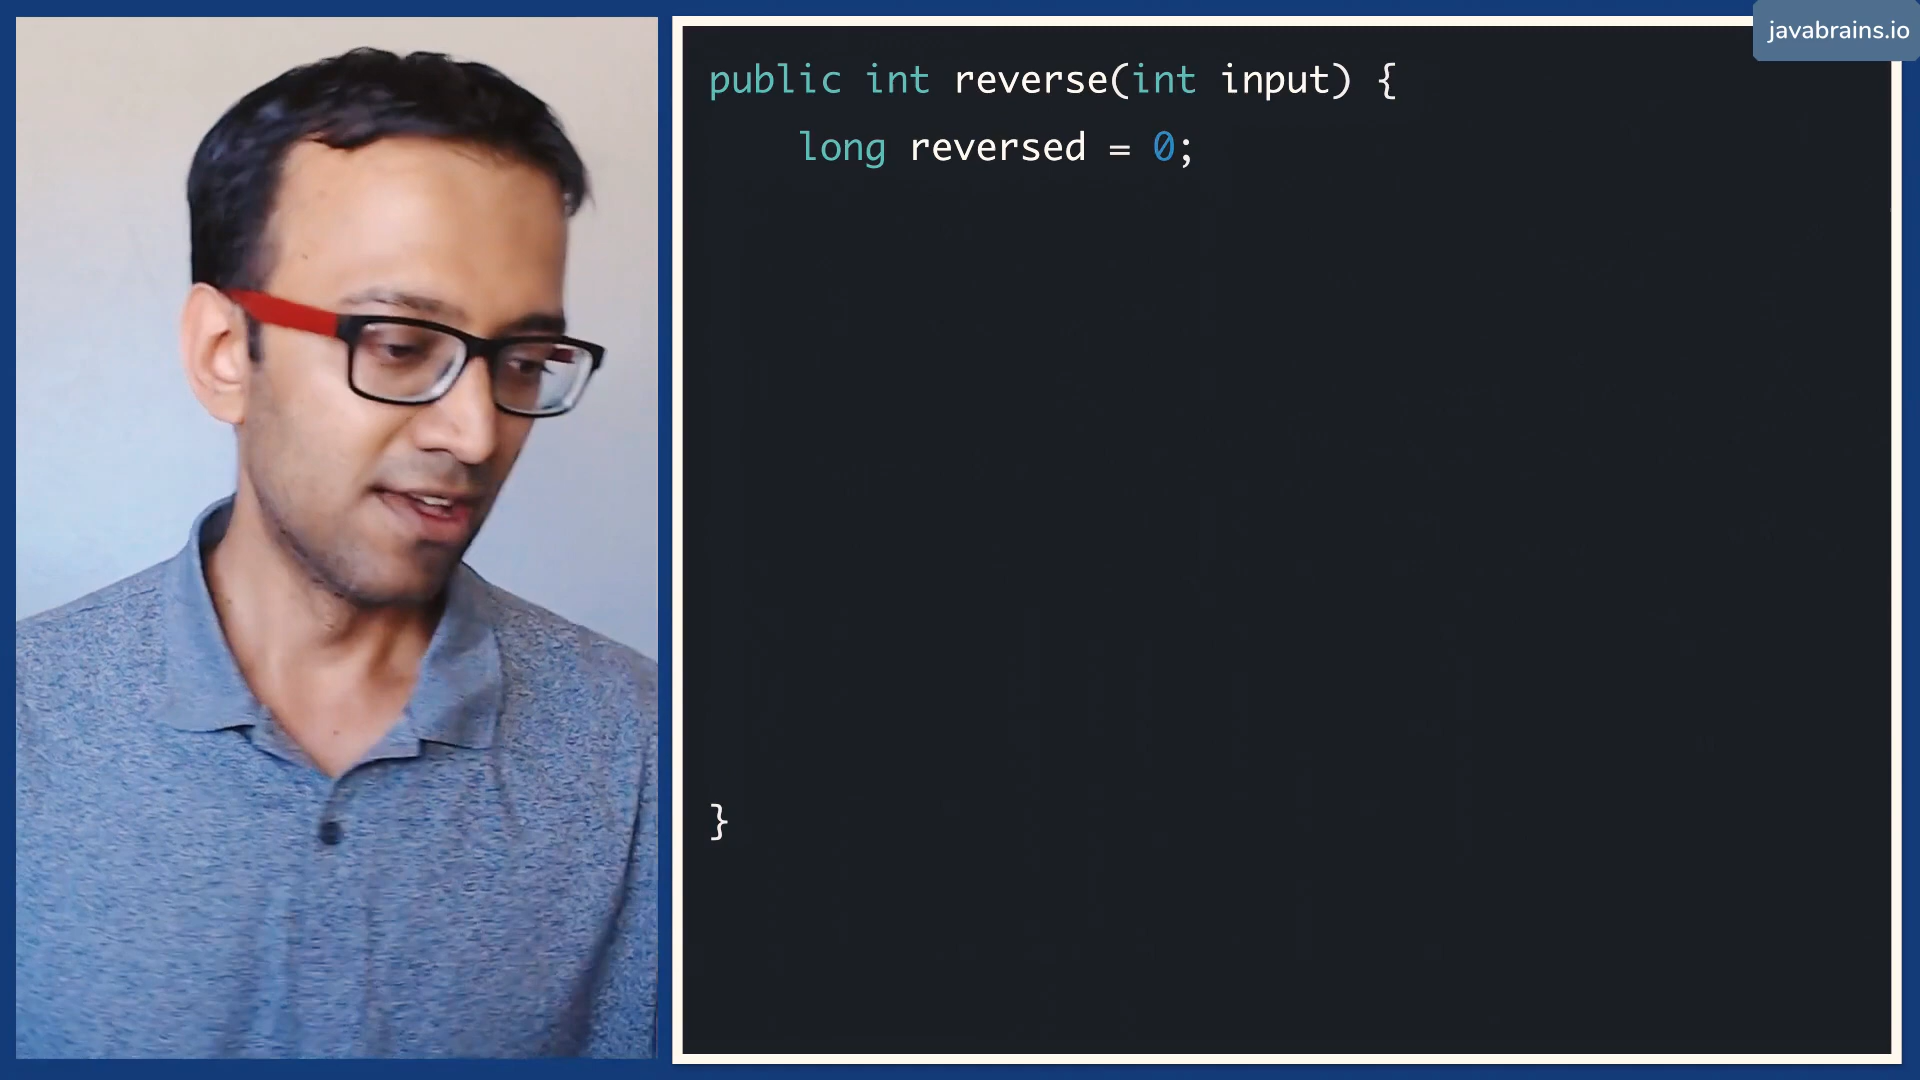 javabrains.io
public int reverse(int input) {
long reversed = 0;
}